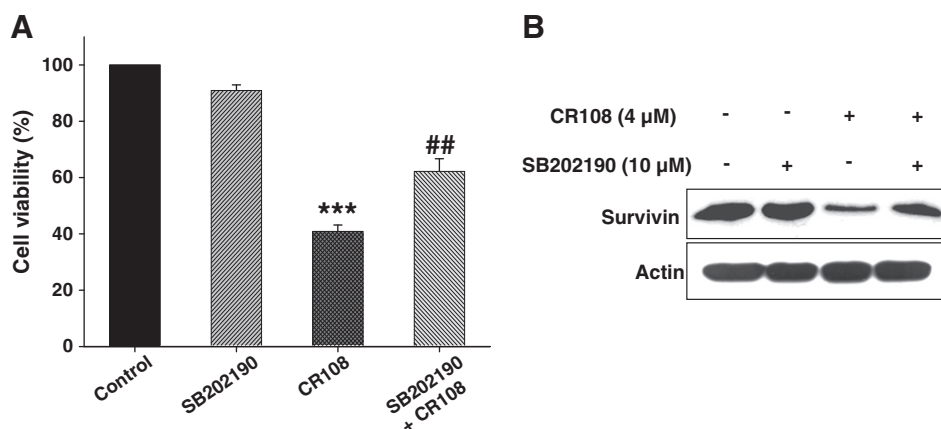 A
Cell viability (%)
100
80
60
40
20
0
***
##
Control
SB202190
CR108
SB202190
+ CR108
B
CR108 (4 μM) - - + +
SB202190 (10 μM) - + - +
Survivin
Actin